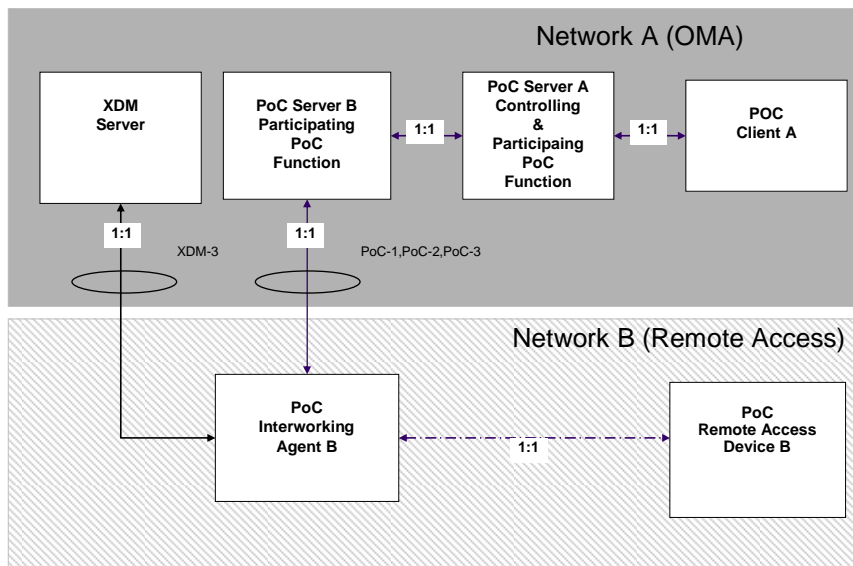 Network A (OMA)
XDM
Server
PoC Server B
Participating
PoC
Function
1:1
PoC Server A
Controlling
&
Participaing
PoC
Function
1:1
POC
Client A
1:1
XDM-3
1:1
PoC-1,PoC-2,PoC-3
Network B (Remote Access)
PoC
Interworking
Agent B
1:1
PoC
Remote Access
Device B